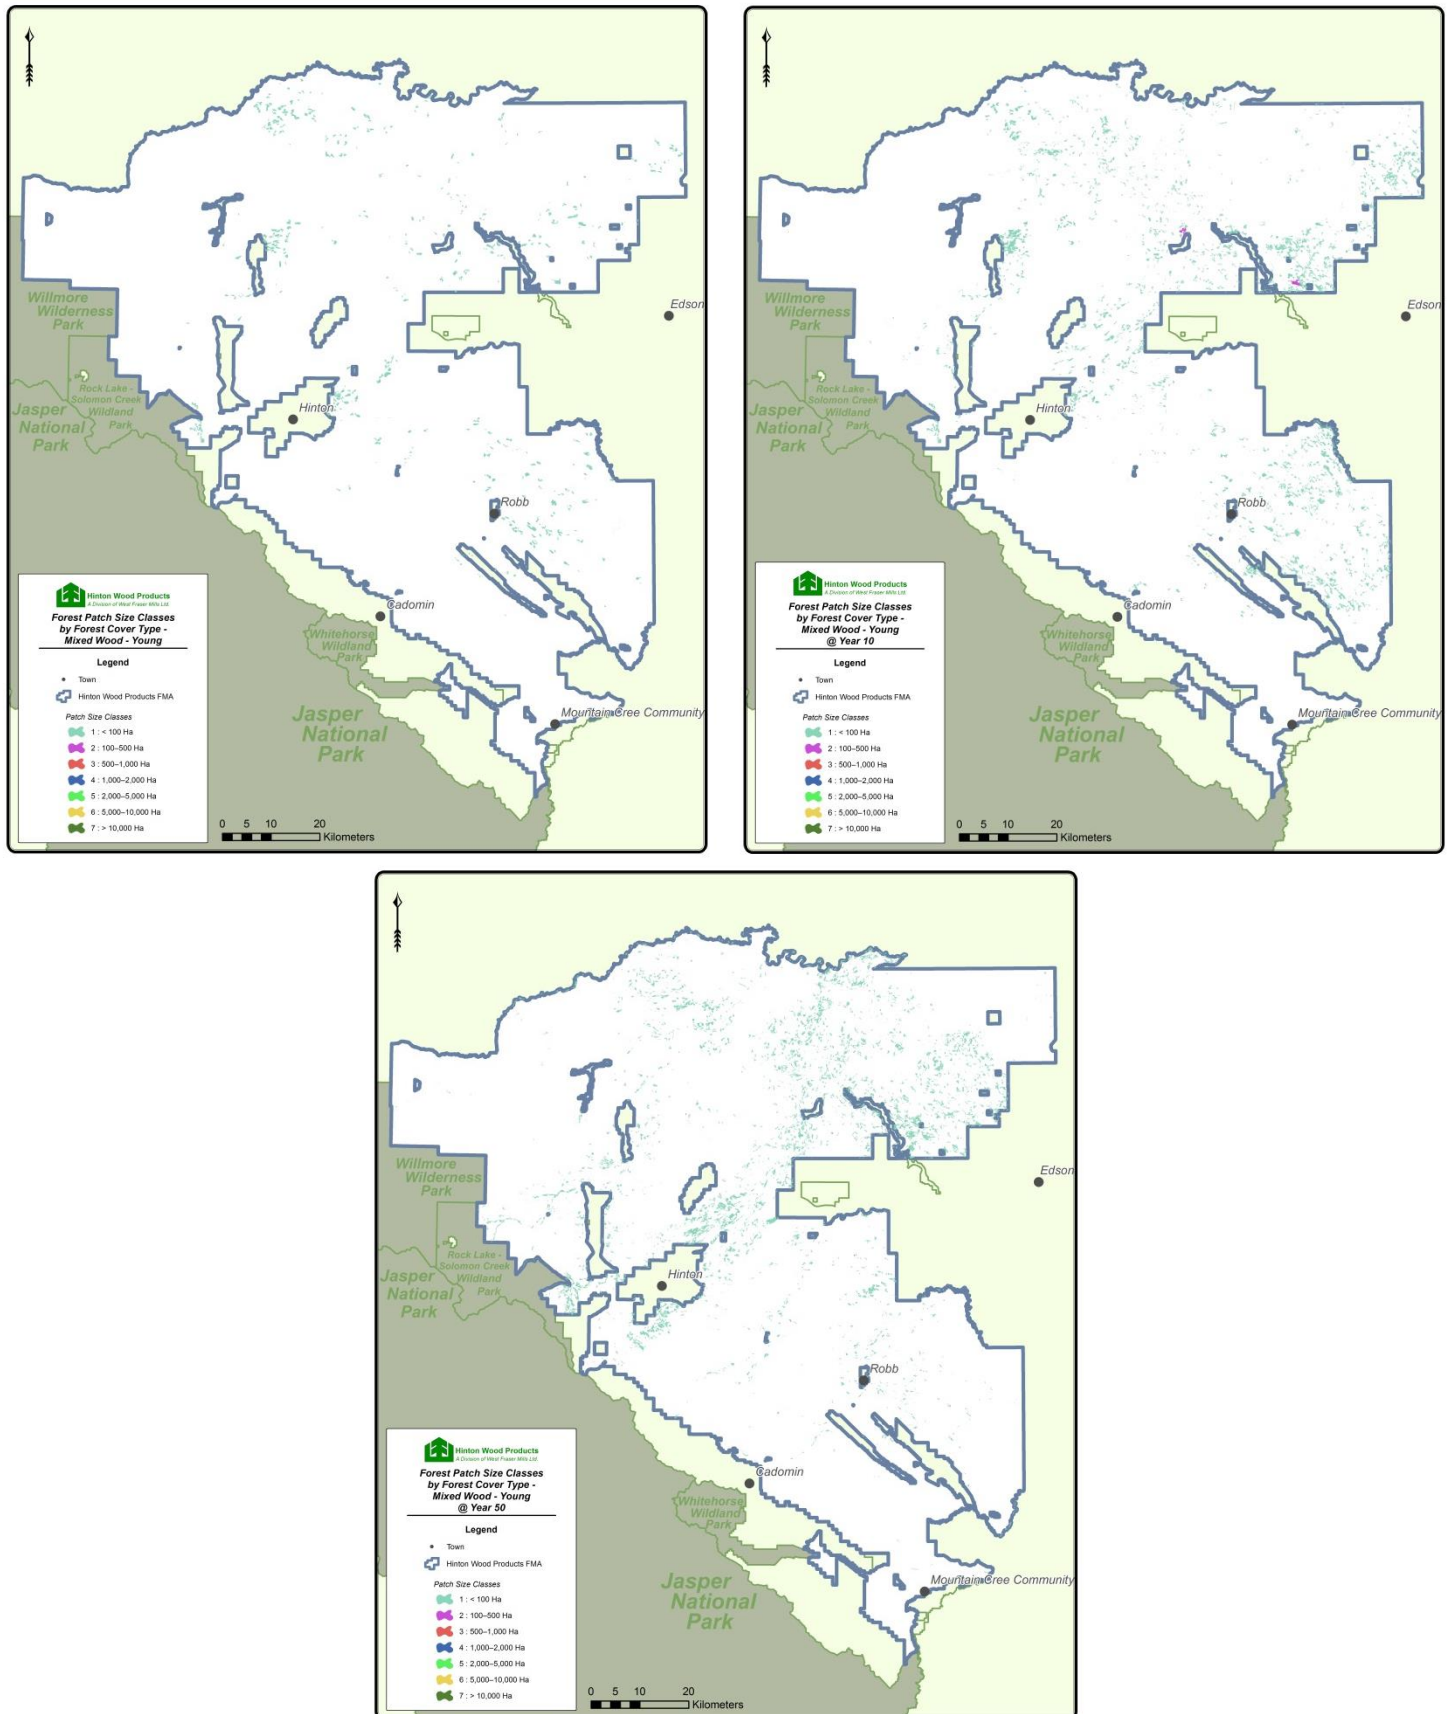 Edson
Willmore
Wilderness
Park
Rock Lake -
Solomon Creek
Wildland
Park
Jasper
National
Park
Hinton
Robb
Cadomin
Whitehorse
Wildland
Park
Mountain Cree Community
Jasper
National
Park
Hinton Wood Products
A Division of West Fraser Mills Ltd.
Forest Patch Size Classes
by Forest Cover Type -
Mixed Wood - Young
Legend
Town
Hinton Wood Products FMA
Patch Size Classes
1 : < 100 Ha
2 : 100–500 Ha
3 : 500–1,000 Ha
4 : 1,000–2,000 Ha
5 : 2,000–5,000 Ha
6 : 5,000–10,000 Ha
7 : > 10,000 Ha
0 5 10 20
Kilometers
Edson
Willmore
Wilderness
Park
Rock Lake -
Solomon Creek
Wildland
Park
Jasper
National
Park
Hinton
Robb
Cadomin
Whitehorse
Wildland
Park
Mountain Cree Community
Jasper
National
Park
Hinton Wood Products
A Division of West Fraser Mills Ltd.
Forest Patch Size Classes
by Forest Cover Type -
Mixed Wood - Young
@ Year 10
Legend
Town
Hinton Wood Products FMA
Patch Size Classes
1 : < 100 Ha
2 : 100–500 Ha
3 : 500–1,000 Ha
4 : 1,000–2,000 Ha
5 : 2,000–5,000 Ha
6 : 5,000–10,000 Ha
7 : > 10,000 Ha
0 5 10 20
Kilometers
Edson
Willmore
Wilderness
Park
Rock Lake -
Solomon Creek
Wildland
Park
Jasper
National
Park
Hinton
Robb
Cadomin
Whitehorse
Wildland
Park
Mountain Cree Community
Jasper
National
Park
Hinton Wood Products
A Division of West Fraser Mills Ltd.
Forest Patch Size Classes
by Forest Cover Type -
Mixed Wood - Young
@ Year 50
Legend
Town
Hinton Wood Products FMA
Patch Size Classes
1 : < 100 Ha
2 : 100–500 Ha
3 : 500–1,000 Ha
4 : 1,000–2,000 Ha
5 : 2,000–5,000 Ha
6 : 5,000–10,000 Ha
7 : > 10,000 Ha
0 5 10 20
Kilometers